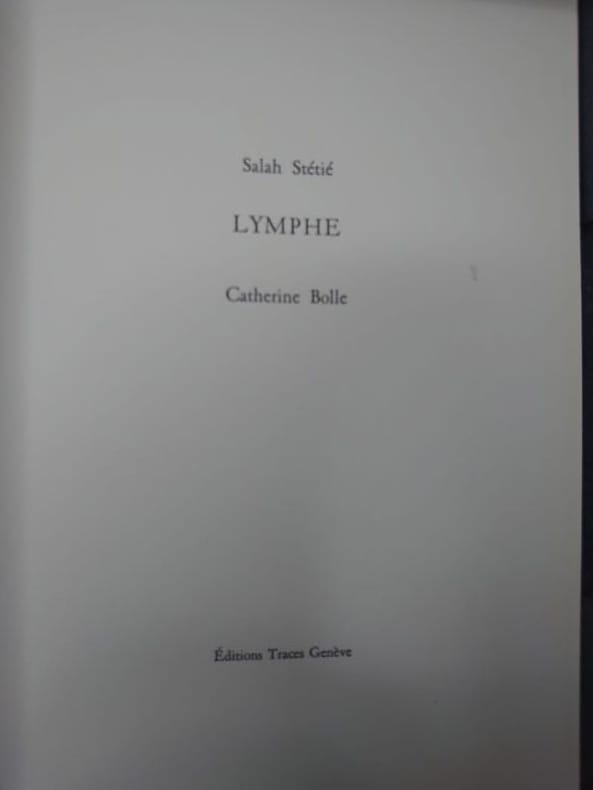 Salah Stétié
LYMPHE
Catherine Bolle
Éditions Traces Genève